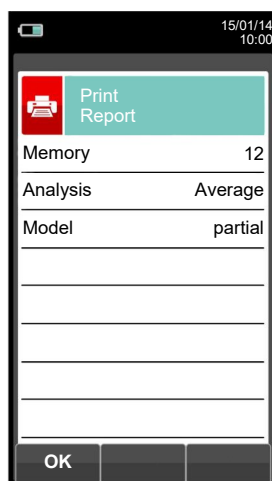 15/01/14
10:00
Print
Report
Memory 12
Analysis Average
Model partial
OK